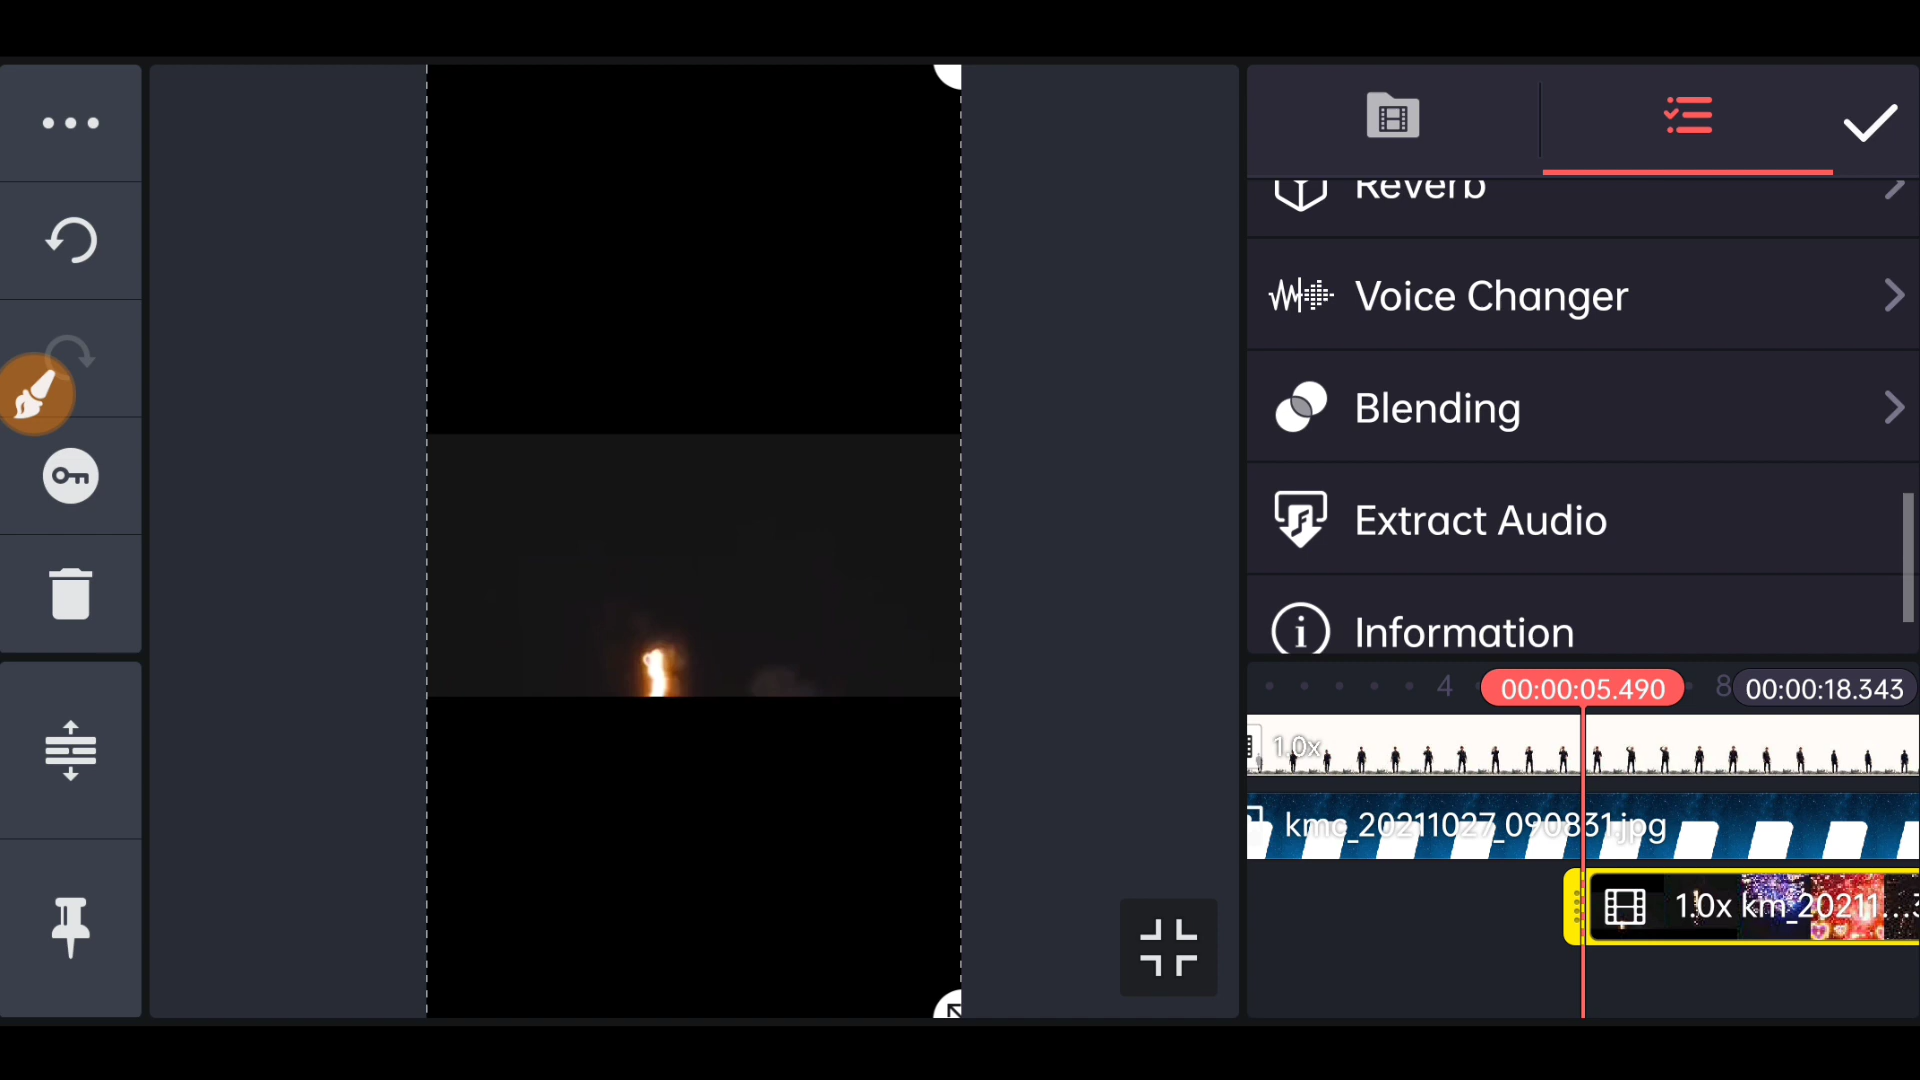 Reverb
Voice Changer
Blending
Extract Audio
Information
4
00:00:05.490
8
00:00:18.343
1.0x
kmc_20211027_090831.jpg
1.0x km_20211...3